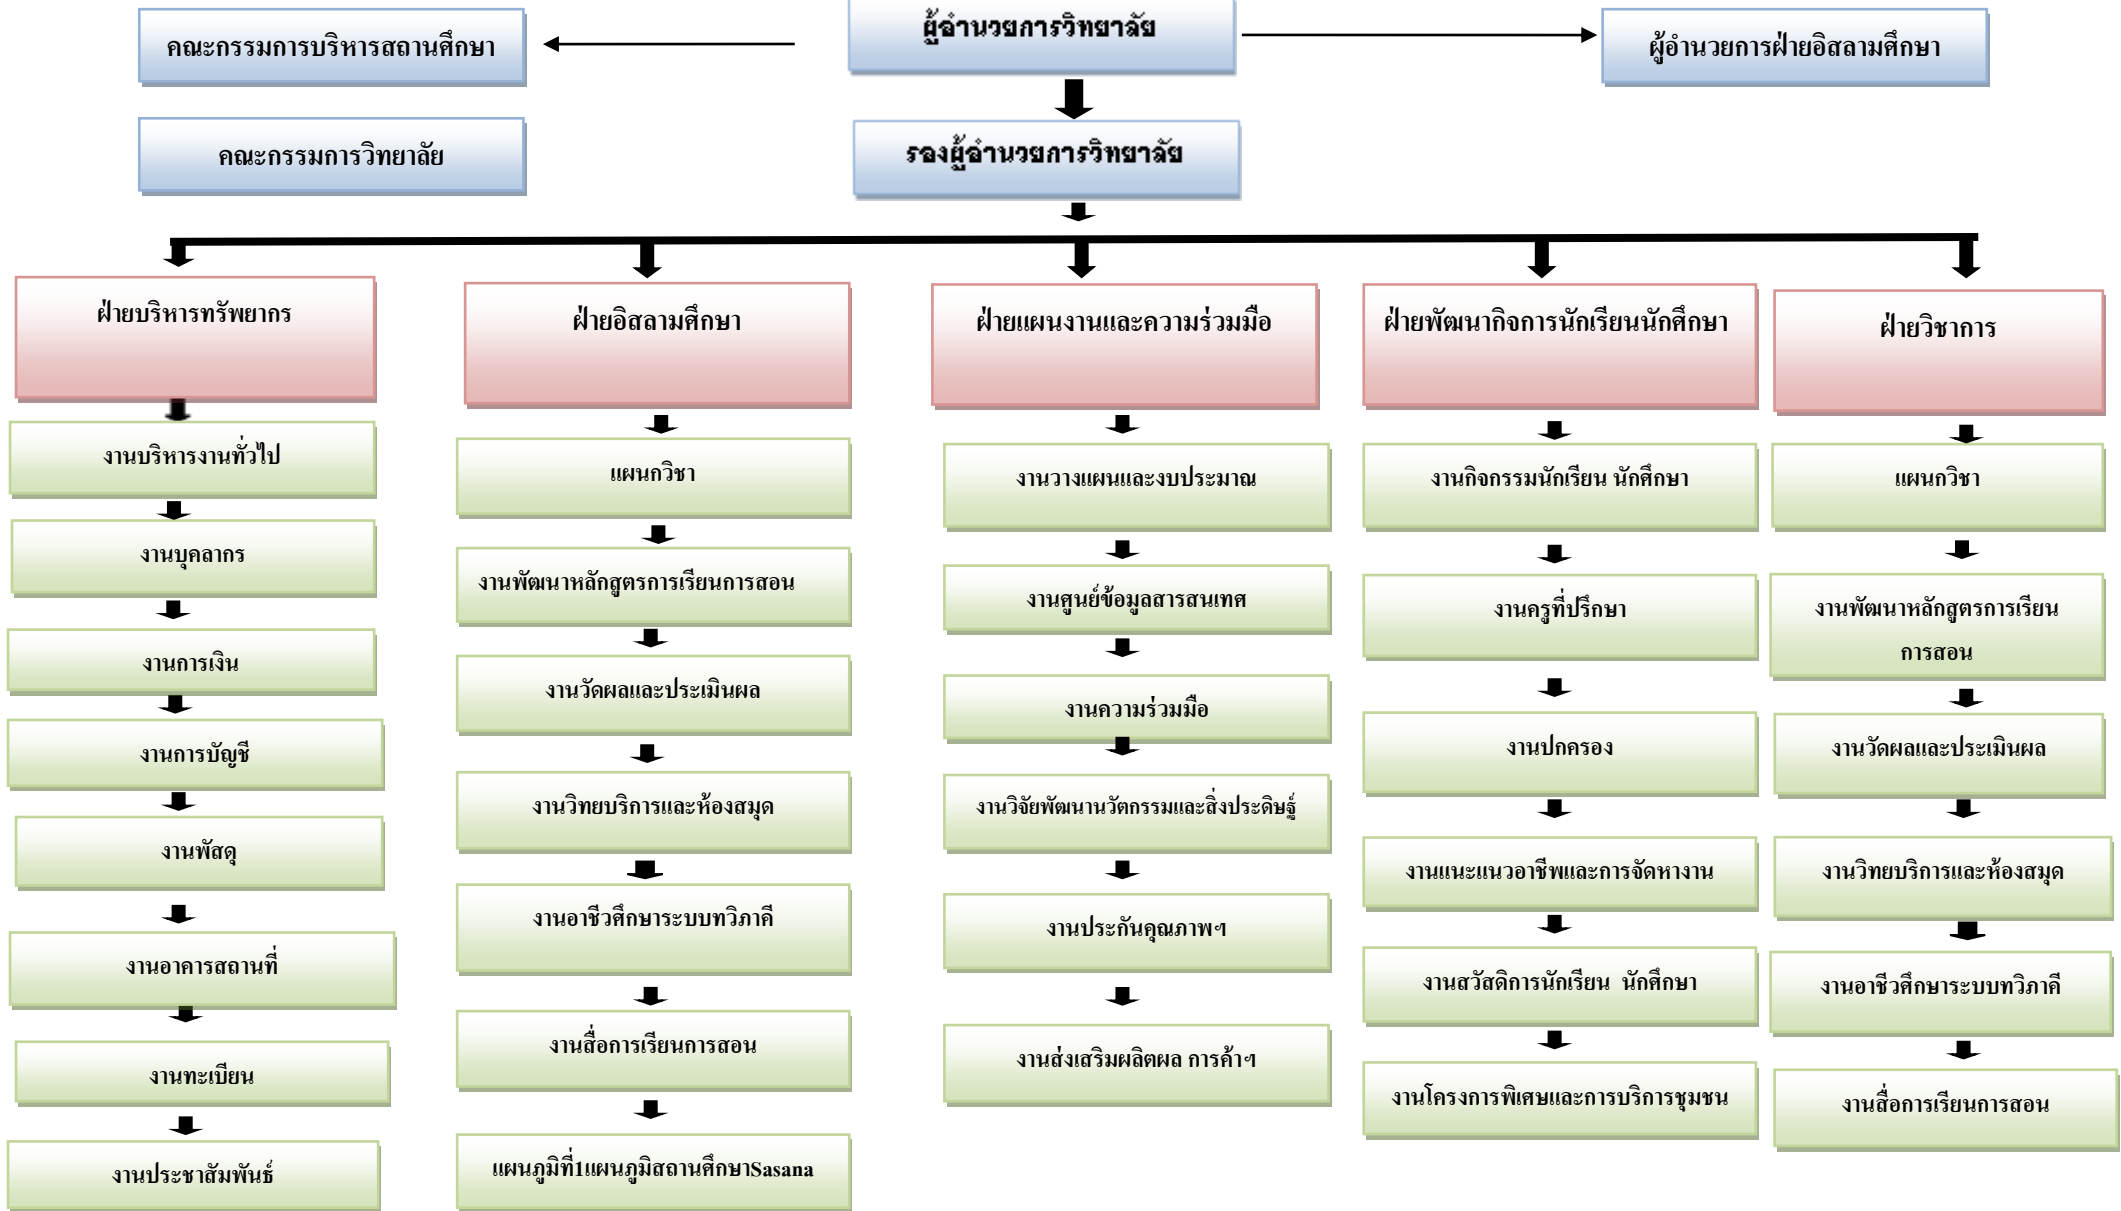 ผู้อำนวยการวิทยาลัย
คณะกรรมการบริหารสถานศึกษา
ผู้อำนวยการฝ่ายอิสลามศึกษา
คณะกรรมการวิทยาลัย
รองผู้อำนวยการวิทยาลัย
ฝ่ายบริหารทรัพยากร
งานบริหารงานทั่วไป
งานบุคลากร
งานการเงิน
งานการบัญชี
งานพัสดุ
งานอาคารสถานที่
งานทะเบียน
งานประชาสัมพันธ์
ฝ่ายอิสลามศึกษา
แผนกวิชา
งานพัฒนาหลักสูตรการเรียนการสอน
งานวัดผลและประเมินผล
งานวิทยบริการและห้องสมุด
งานอาชีวศึกษาระบบทวิภาคี
งานสื่อการเรียนการสอน
แผนภูมิที่1แผนภูมิสถานศึกษาSasana
ฝ่ายแผนงานและความร่วมมือ
งานวางแผนและงบประมาณ
งานศูนย์ข้อมูลสารสนเทศ
งานความร่วมมือ
งานวิจัยพัฒนานวัตกรรมและสิ่งประดิษฐ์
งานประกันคุณภาพฯ
งานส่งเสริมผลิตผล การค้าฯ
ฝ่ายพัฒนากิจการนักเรียนนักศึกษา
งานกิจกรรมนักเรียน นักศึกษา
งานครูที่ปรึกษา
งานปกครอง
งานแนะแนวอาชีพและการจัดหางาน
งานสวัสดิการนักเรียน  นักศึกษา
งานโครงการพิเศษและการบริการชุมชน
ฝ่ายวิชาการ
แผนกวิชา
งานพัฒนาหลักสูตรการเรียน
การสอน
งานวัดผลและประเมินผล
งานวิทยบริการและห้องสมุด
งานอาชีวศึกษาระบบทวิภาคี
งานสื่อการเรียนการสอน